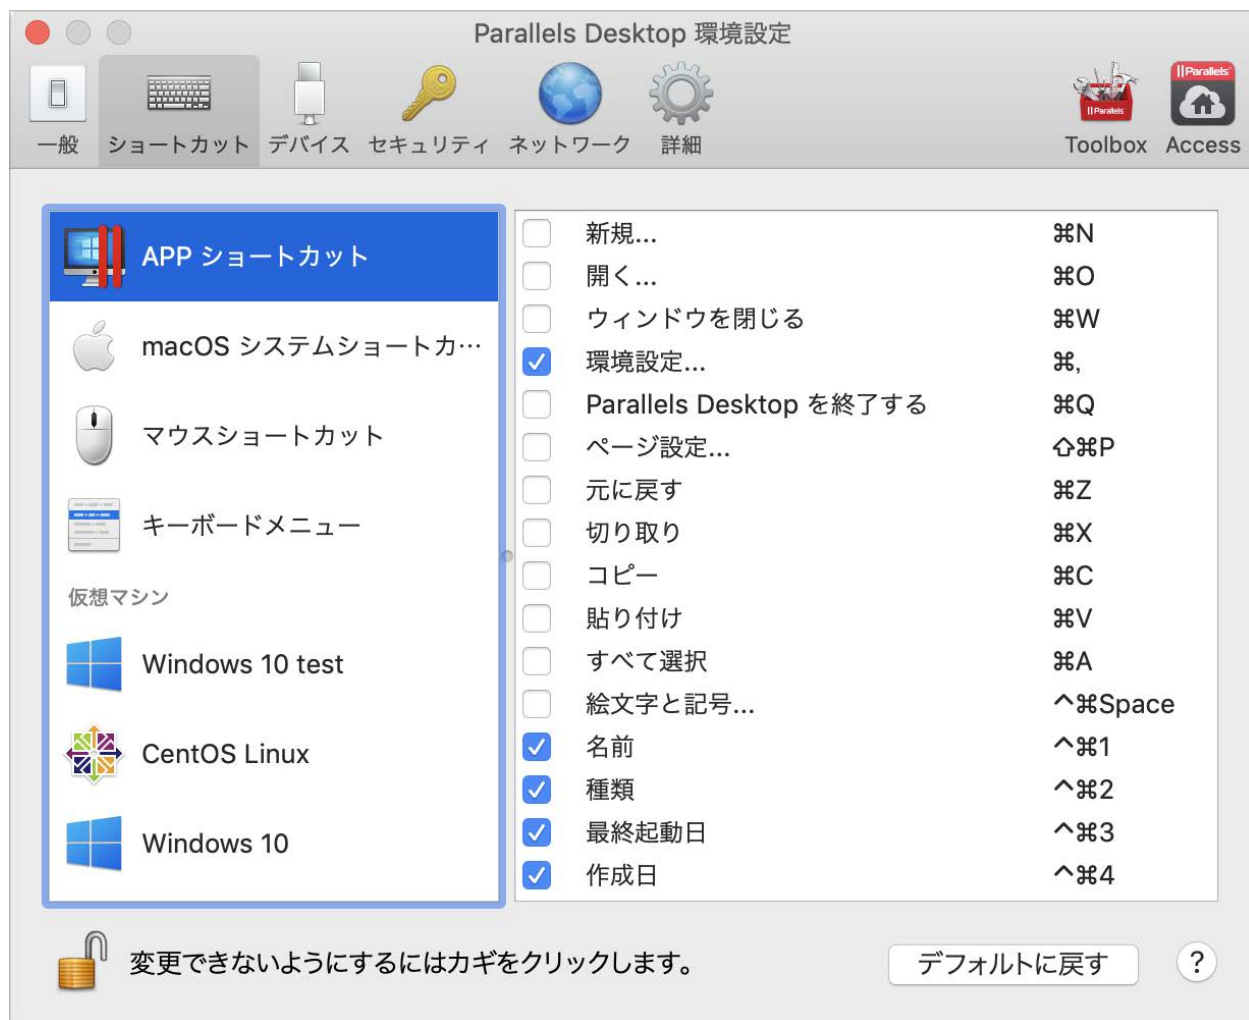 Parallels Desktop 環境設定
||Parallels
||Parallels
一般 ショートカット デバイス セキュリティ ネットワーク 詳細 Toolbox Access
APP ショートカット
macOS システムショートカ…
マウスショートカット
キーボードメニュー
仮想マシン
Windows 10 test
CentOS Linux
Windows 10
新規... ⌘N
開く... ⌘O
ウィンドウを閉じる ⌘W
環境設定... ⌘,
Parallels Desktop を終了する ⌘Q
ページ設定... ⇧⌘P
元に戻す ⌘Z
切り取り ⌘X
コピー ⌘C
貼り付け ⌘V
すべて選択 ⌘A
絵文字と記号... ^⌘Space
名前 ^⌘1
種類 ^⌘2
最終起動日 ^⌘3
作成日 ^⌘4
変更できないようにするにはカギをクリックします。
デフォルトに戻す ?